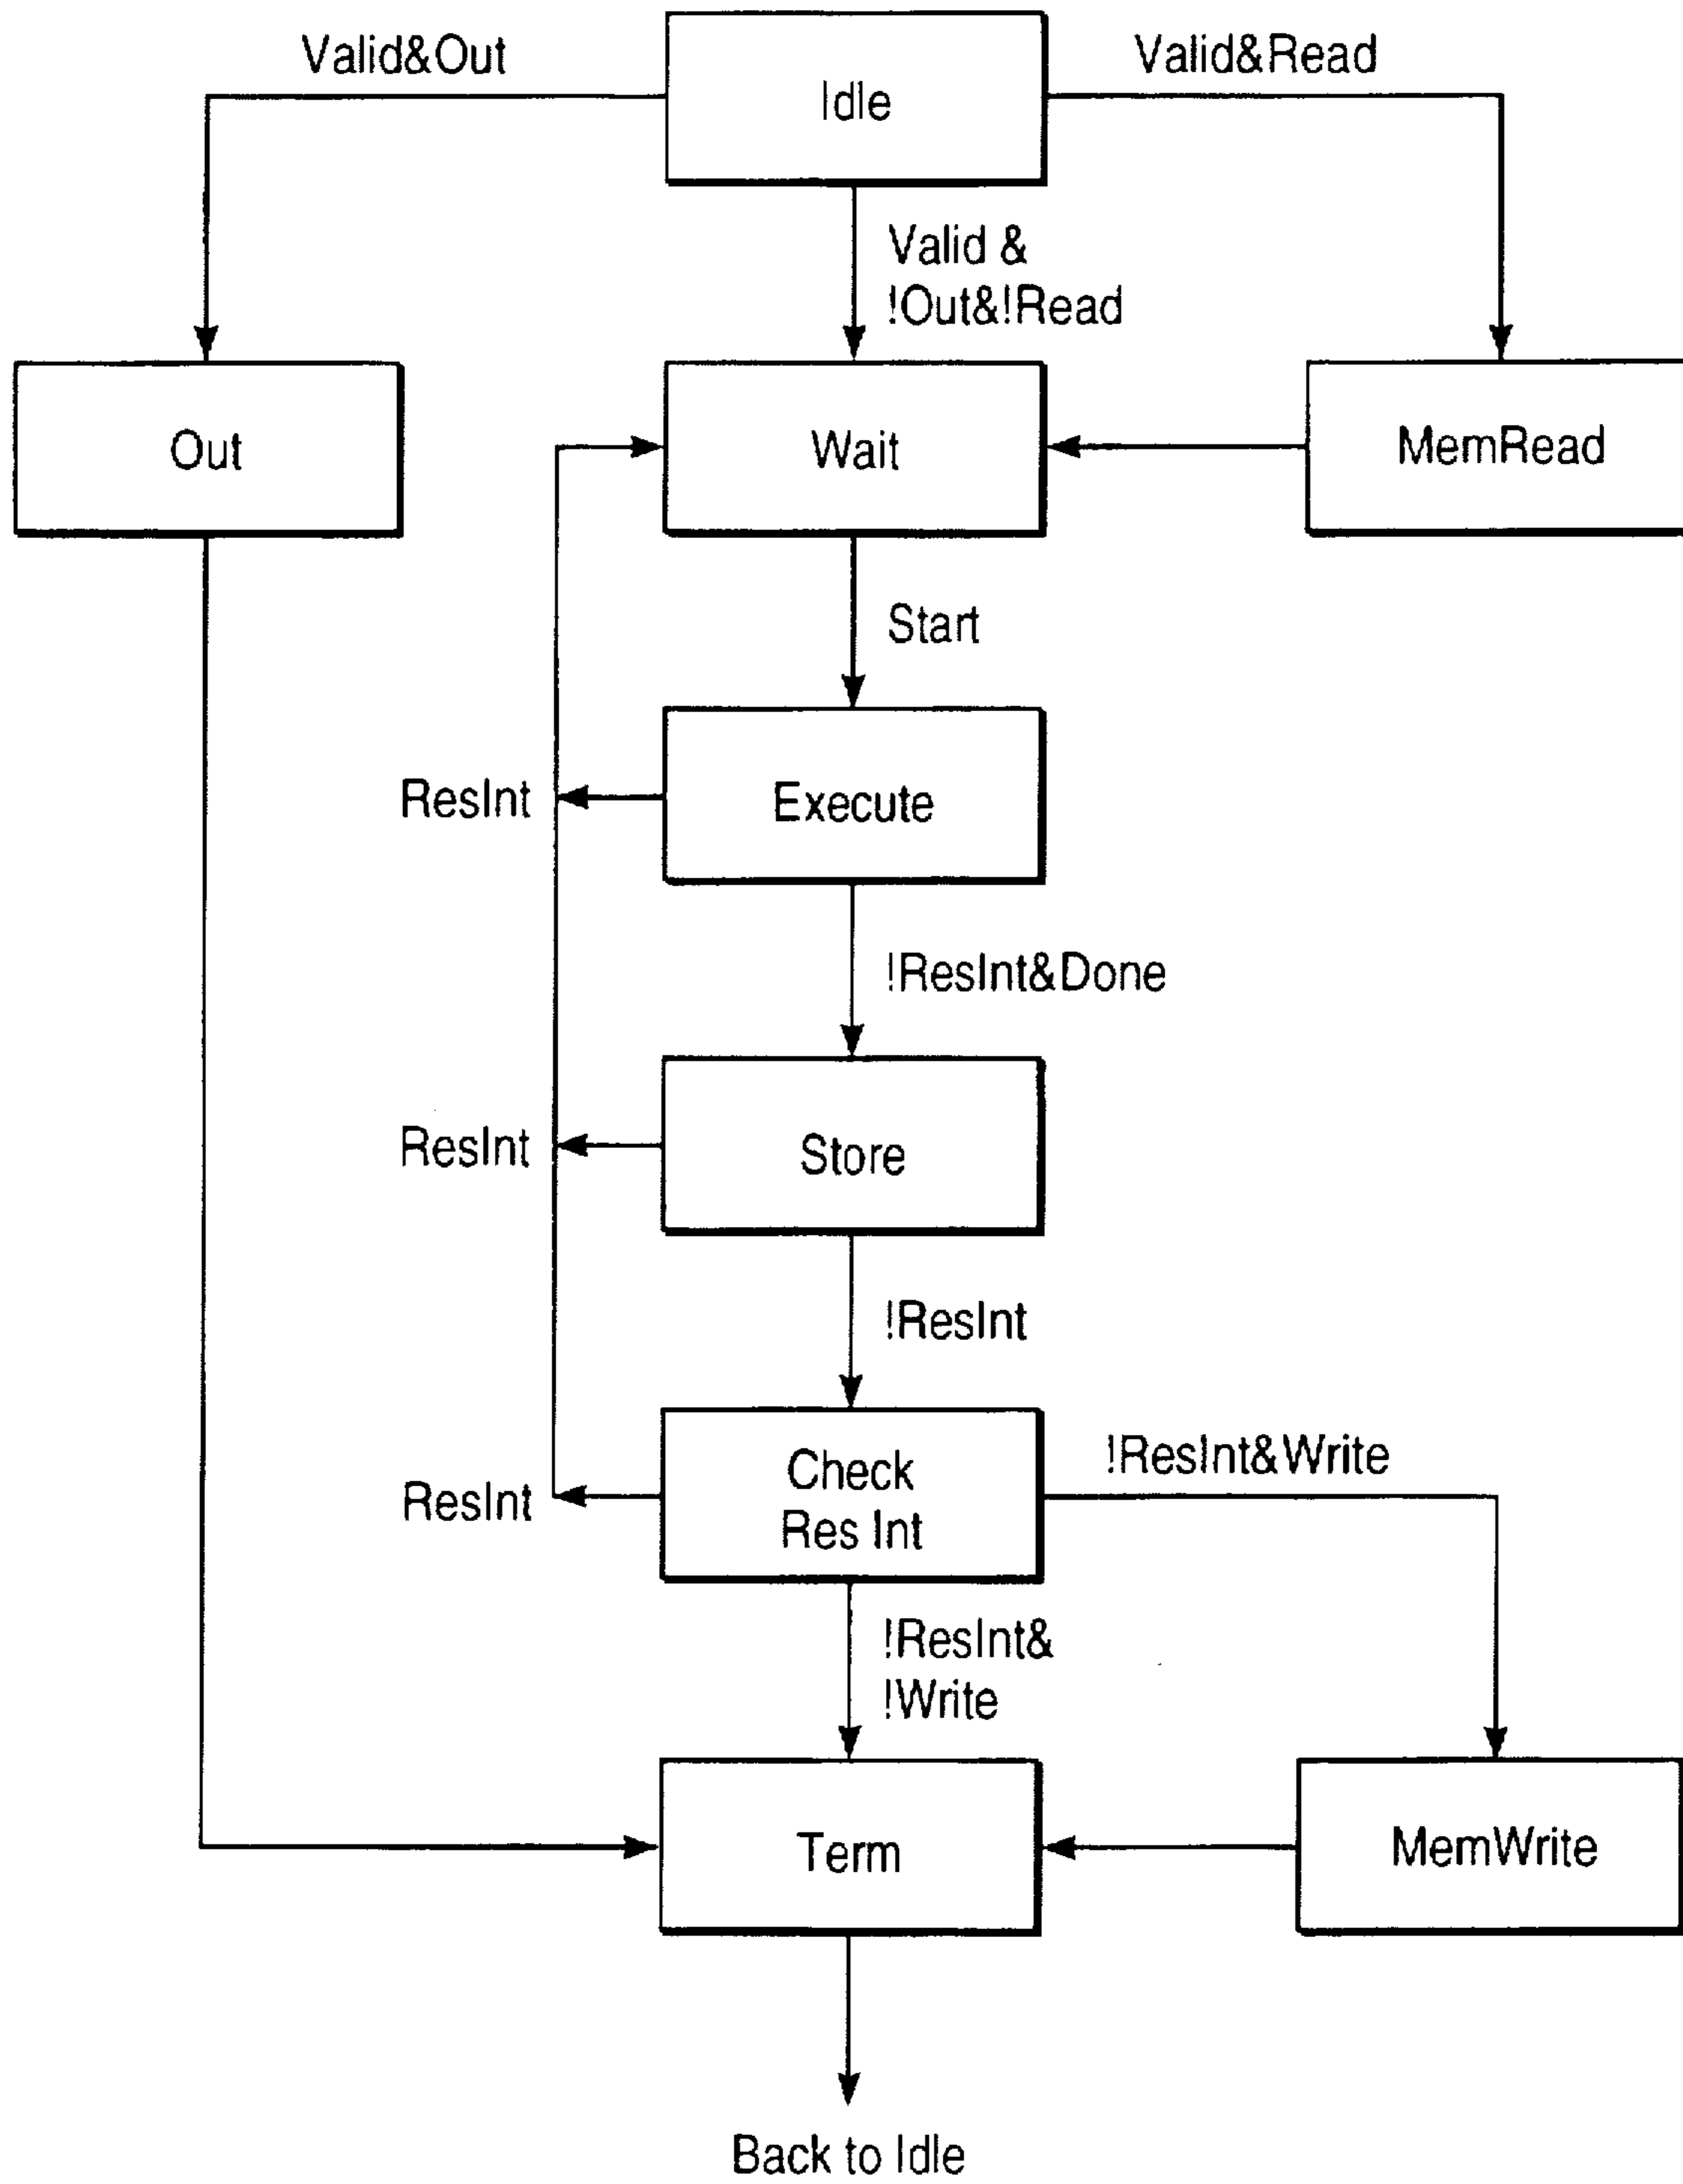 Valid&Out
Idle
Valid&Read
Valid &
!Out&!Read
Out
Wait
MemRead
Start
ResInt
Execute
!ResInt&Done
ResInt
Store
!ResInt
ResInt
Check
Res Int
!ResInt&Write
!ResInt&
!Write
Term
MemWrite
Back to Idle